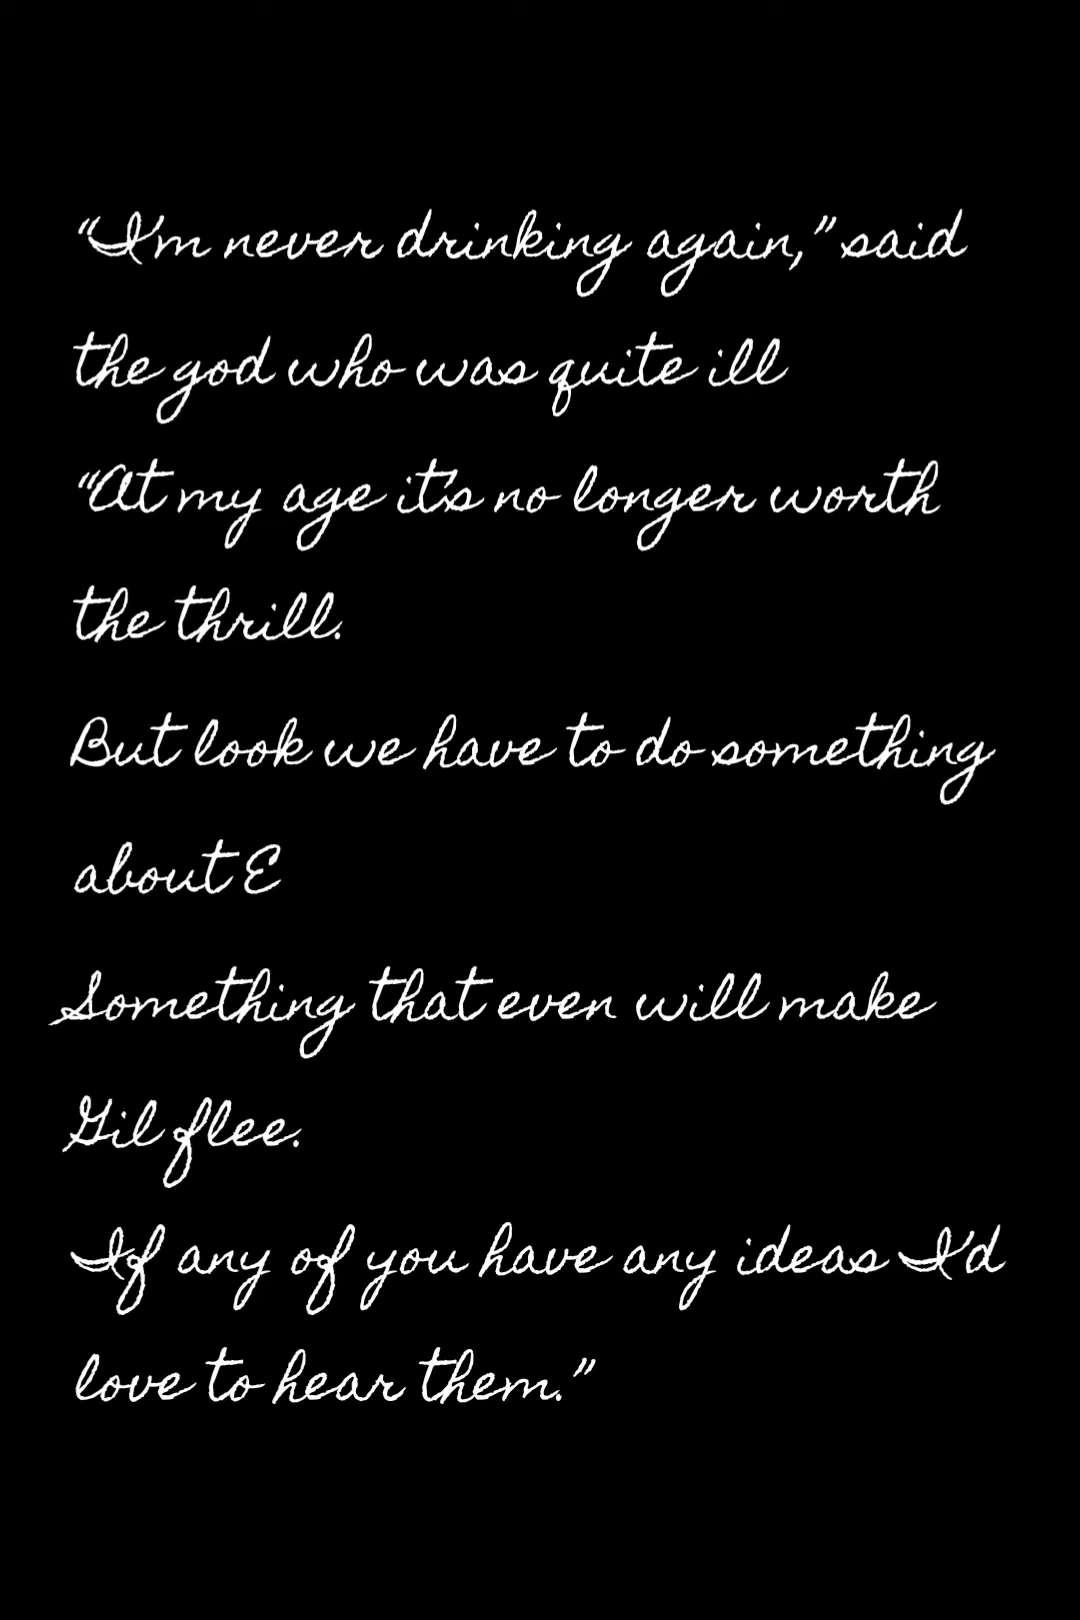 “I'm never drinking again,” said
the god who was quite ill
“At my age it's no longer worth
the thrill.
But look we have to do something
about E
Something that even will make
Gil flee.
If any of you have any ideas I'd
love to hear them.”